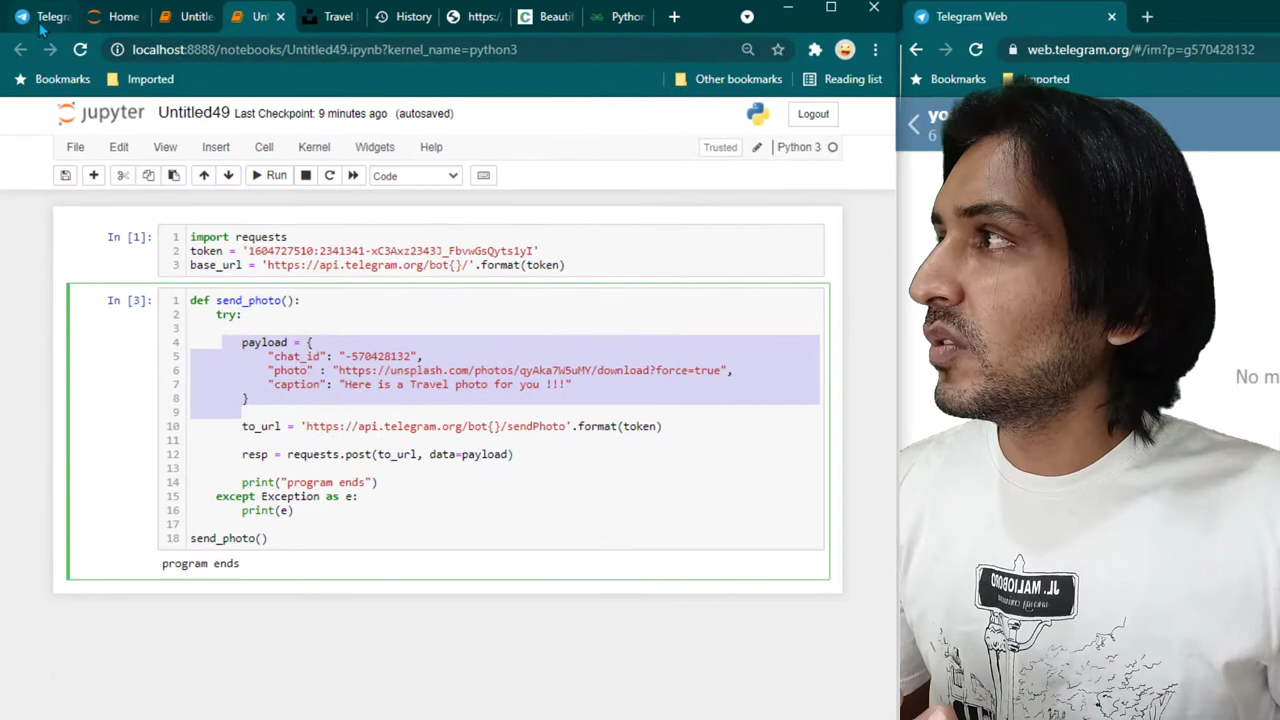 Telegra
Home
Untitle
Unt
Travel
History
https:/
Beautif
Python
Telegram Web
localhost:8888/notebooks/Untitled49.ipynb?kernel_name=python3
web.telegram.org/#/im?p=g570428132
Bookmarks
Imported
Other bookmarks
Reading list
Bookmarks
Imported
jupyter
Untitled49
Last Checkpoint: 9 minutes ago
(autosaved)
Logout
yo
6
File
Edit
View
Insert
Cell
Kernel
Widgets
Help
Trusted
Python 3
Run
Code
In [1]:
1 import requests
2 token = '1604727510:2341341-xC3Axz2343J_FbvwGsQyts1yI'
3 base_url = 'https://api.telegram.org/bot{}/'.format(token)
In [3]:
1 def send_photo():
2 try:
3
4 payload = {
5 "chat_id": "-570428132",
6 "photo" : "https://unsplash.com/photos/qyAka7W5uMY/download?force=true",
7 "caption": "Here is a Travel photo for you !!!"
8 }
9
10 to_url = 'https://api.telegram.org/bot{}/sendPhoto'.format(token)
11
12 resp = requests.post(to_url, data=payload)
13
14 print("program ends")
15 except Exception as e:
16 print(e)
17
18 send_photo()
program ends
No m
JL. MALIOBORO